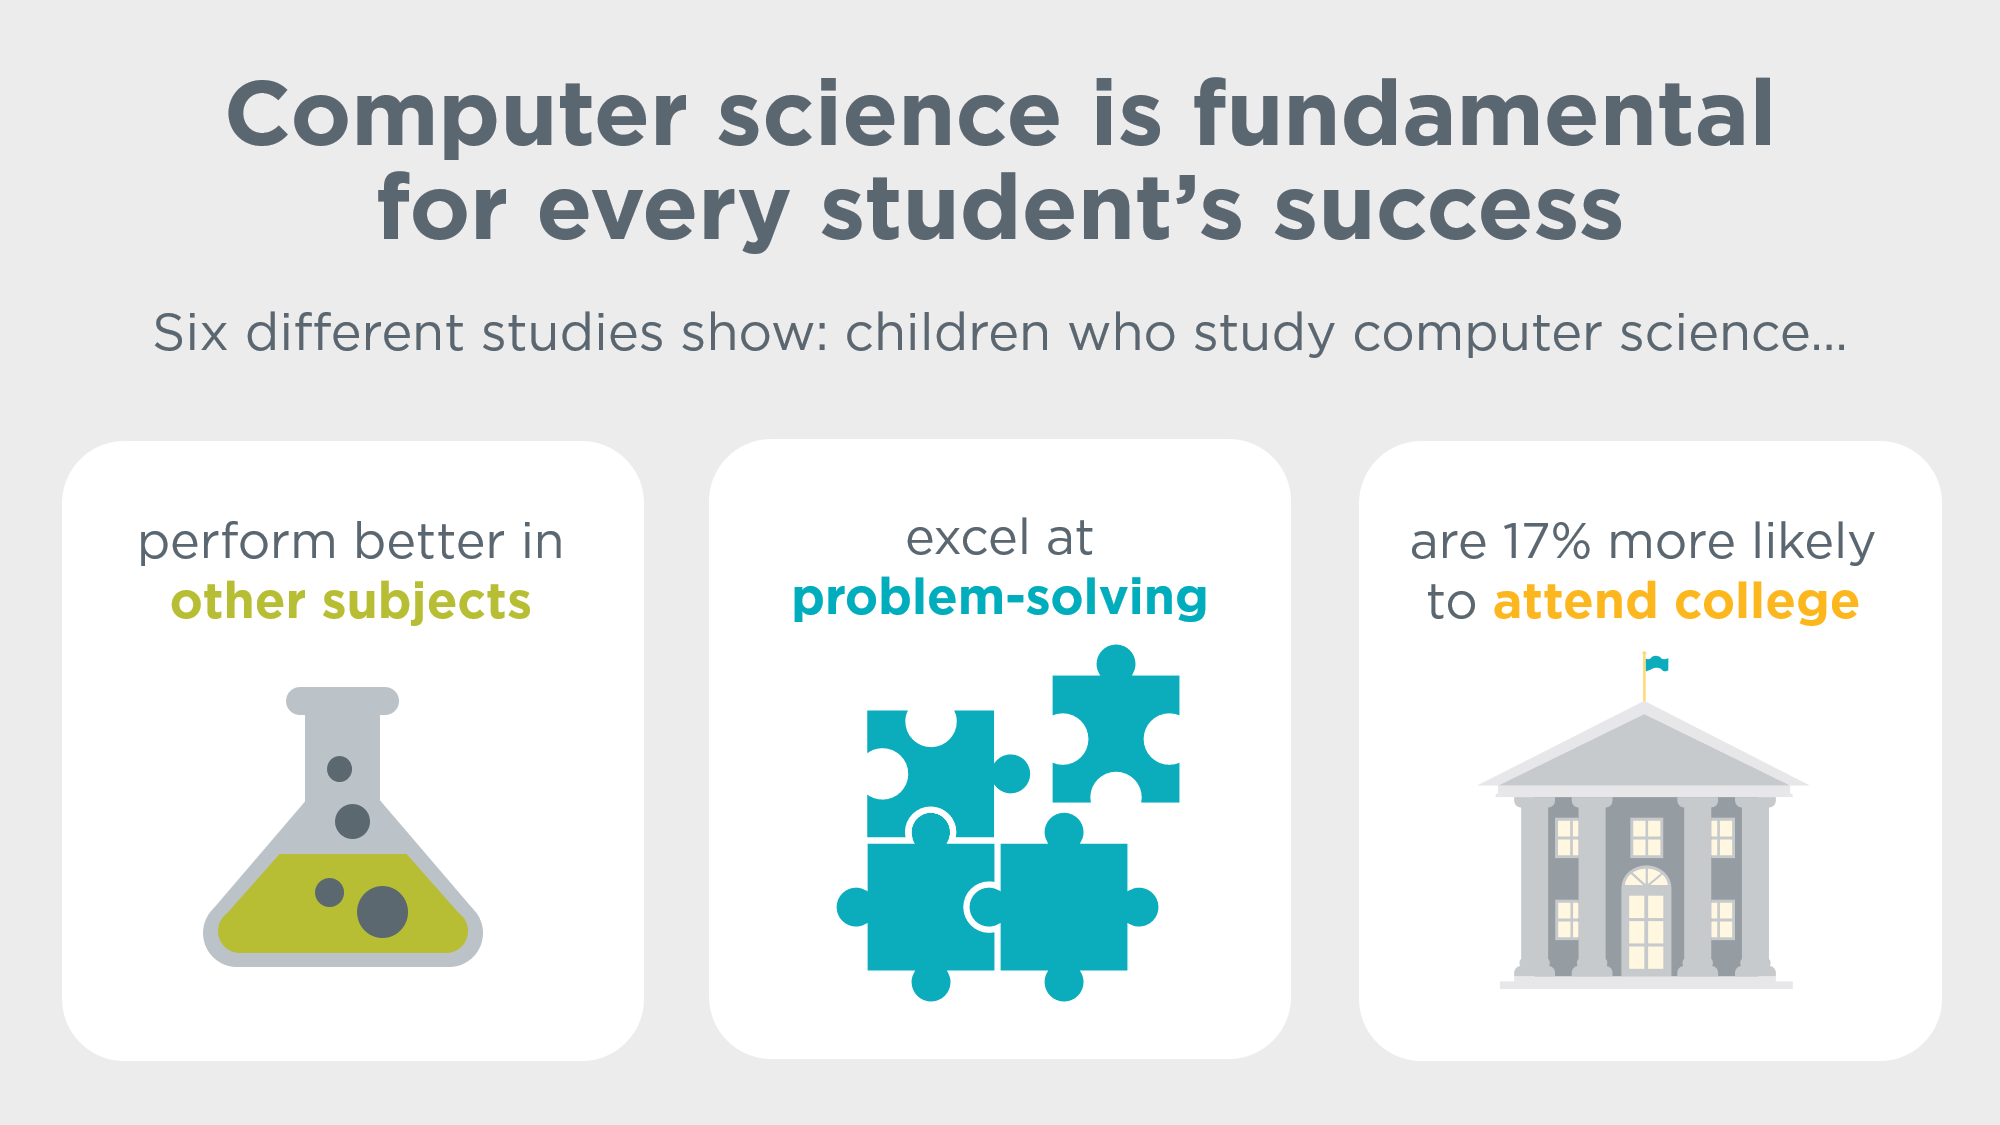 Computer science is fundamental
for every student’s success
Six different studies show: children who study computer science...
perform better in
other subjects
excel at
problem-solving
are 17% more likely
to attend college